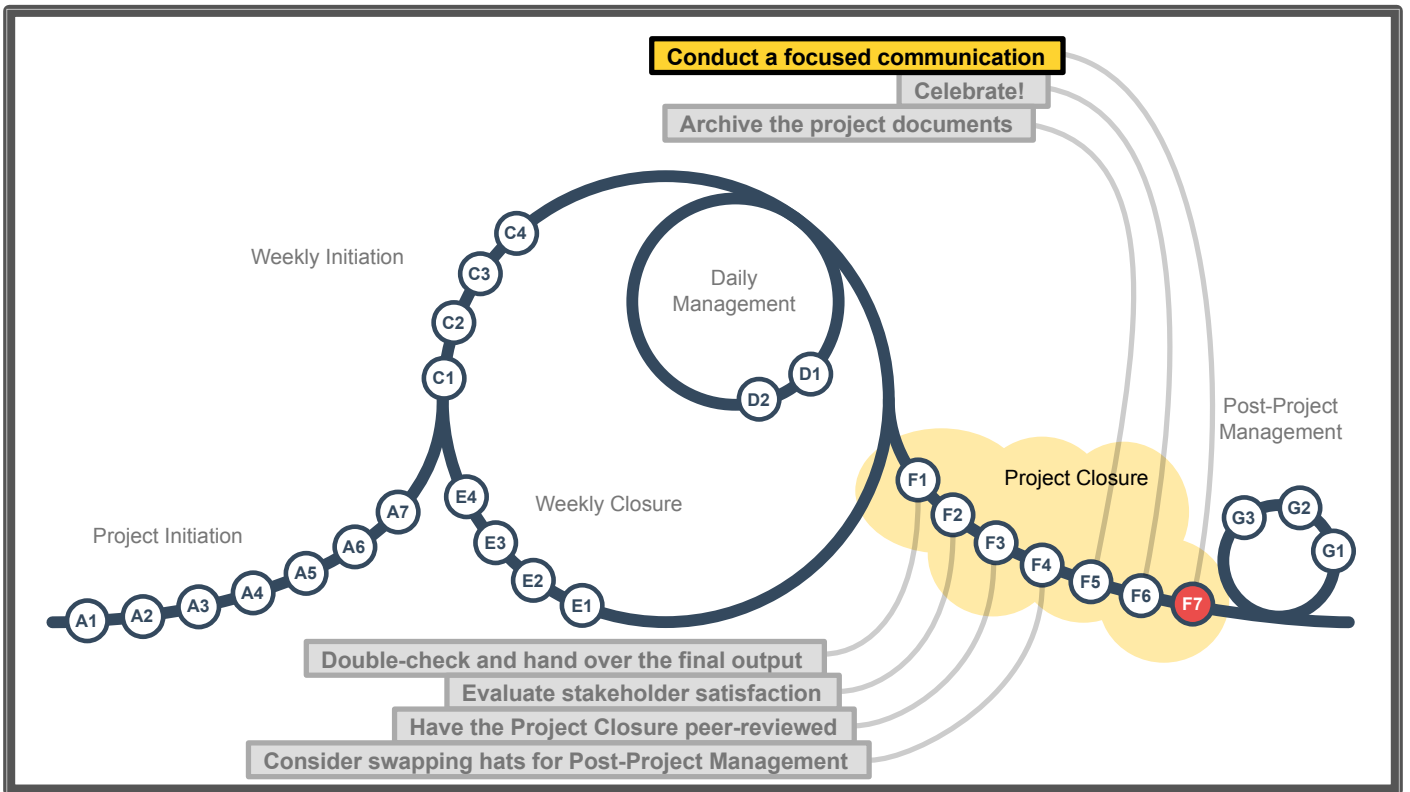 Conduct a focused communication
Celebrate!
Archive the project documents
Weekly Initiation
C4
C3
C2
C1
Daily
Management
D1
D2
Post-Project
Management
Project Closure
Weekly Closure
Project Initiation
A1
A2
A3
A4
A5
A6
A7
E4
E3
E2
E1
F1
F2
F3
F4
F5
F6
F7
G3
G2
G1
Double-check and hand over the final output
Evaluate stakeholder satisfaction
Have the Project Closure peer-reviewed
Consider swapping hats for Post-Project Management